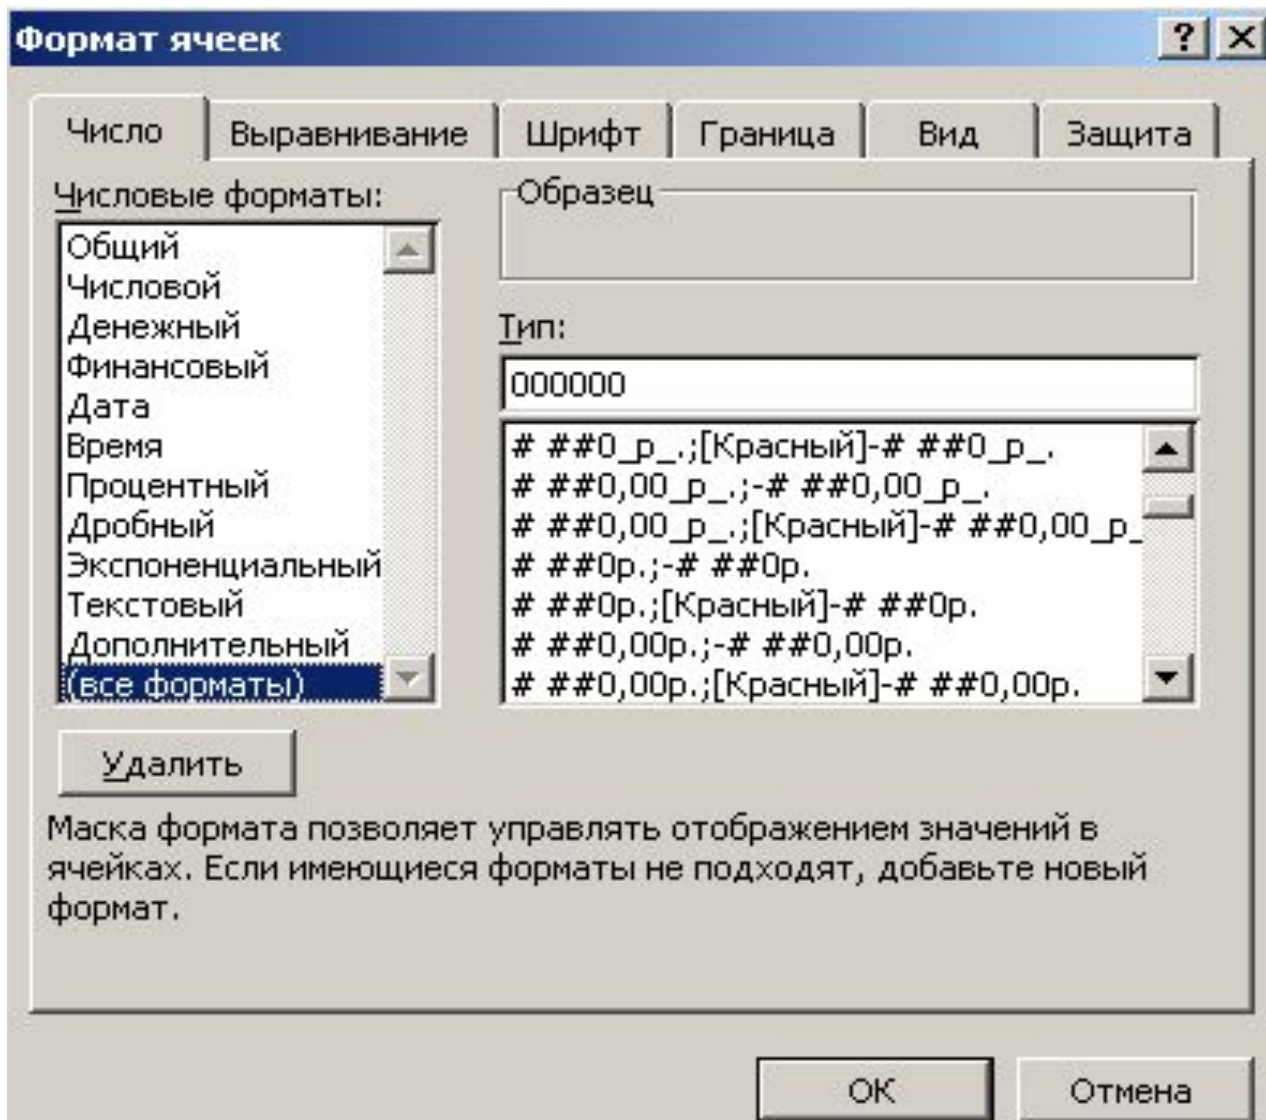 Формат ячеек
Число
Выравнивание
Шрифт
Граница
Вид
Защита
Числовые форматы:
Общий
Числовой
Денежный
Финансовый
Дата
Время
Процентный
Дробный
Экспоненциальный
Текстовый
Дополнительный
(все форматы)
Образец
Тип:
000000
# ##0_р_.;[Красный]-# ##0_р_.
# ##0,00_р_.;-# ##0,00_р_.
# ##0,00_р_.;[Красный]-# ##0,00_р_
# ##0р.;-# ##0р.
# ##0р.;[Красный]-# ##0р.
# ##0,00р.;-# ##0,00р.
# ##0,00р.;[Красный]-# ##0,00р.
Удалить
Маска формата позволяет управлять отображением значений в
ячейках. Если имеющиеся форматы не подходят, добавьте новый
формат.
ОК
Отмена